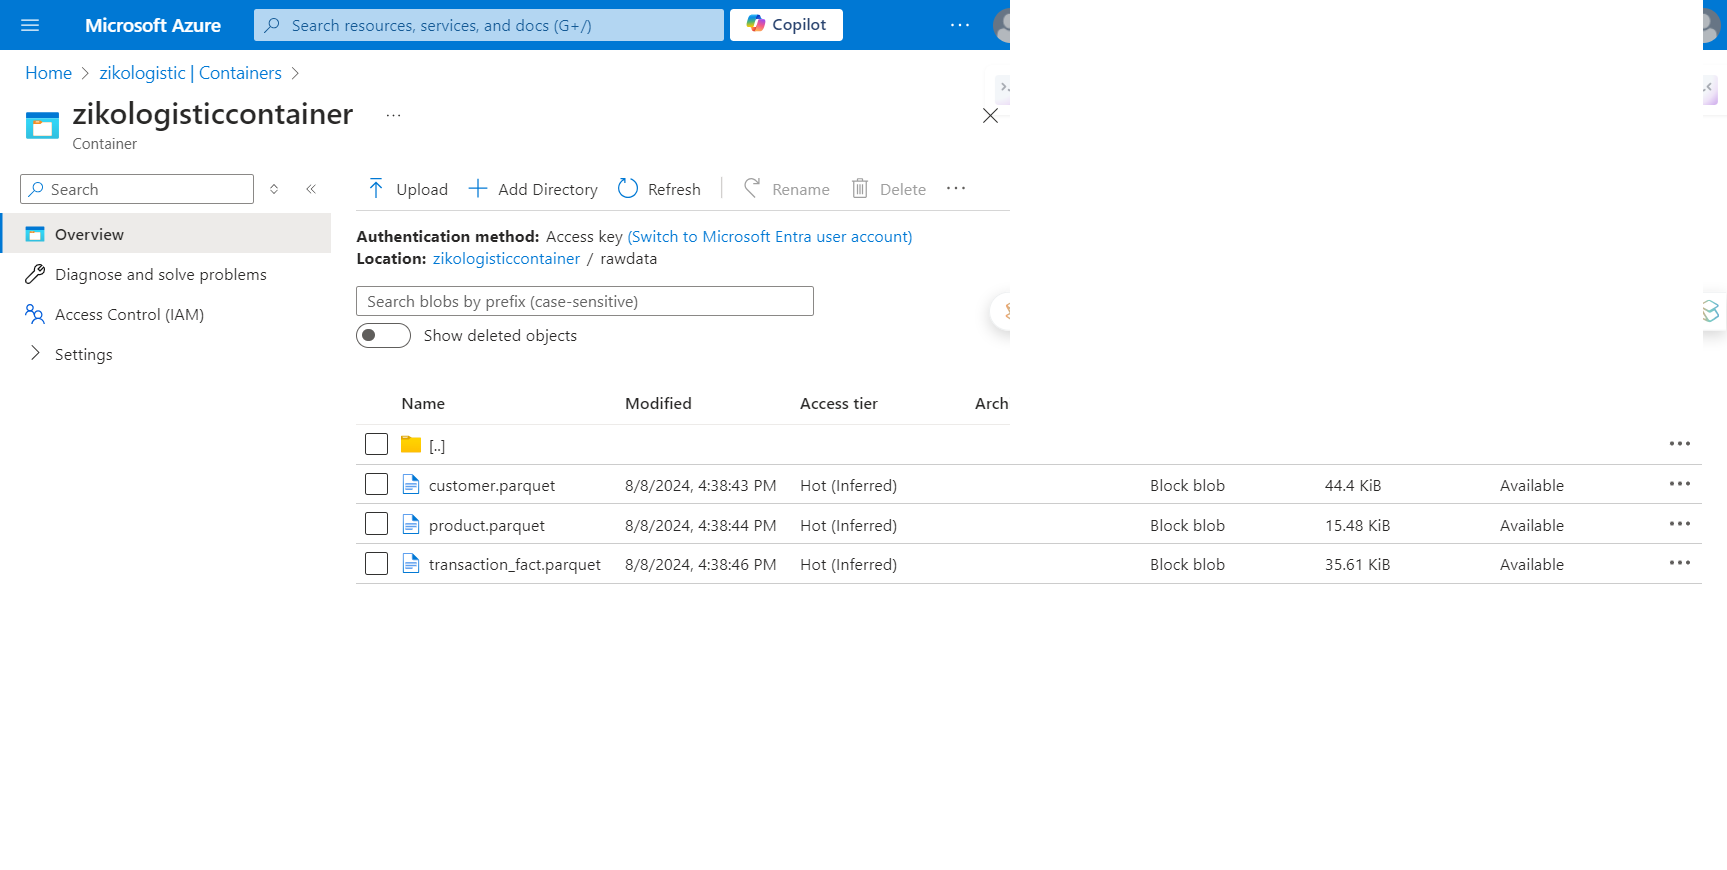 Microsoft Azure
Search resources, services, and docs (G+/)
Copilot
Home > zikologistic | Containers >
zikologisticcontainer ...
Container
Search
Overview
Diagnose and solve problems
Access Control (IAM)
Settings
Upload Add Directory Refresh Rename Delete ...
Authentication method: Access key (Switch to Microsoft Entra user account)
Location: zikologisticcontainer / rawdata
Search blobs by prefix (case-sensitive)
Show deleted objects
Name Modified Access tier Arch
[..]
customer.parquet 8/8/2024, 4:38:43 PM Hot (Inferred) Block blob 44.4 KiB Available
product.parquet 8/8/2024, 4:38:44 PM Hot (Inferred) Block blob 15.48 KiB Available
transaction_fact.parquet 8/8/2024, 4:38:46 PM Hot (Inferred) Block blob 35.61 KiB Available